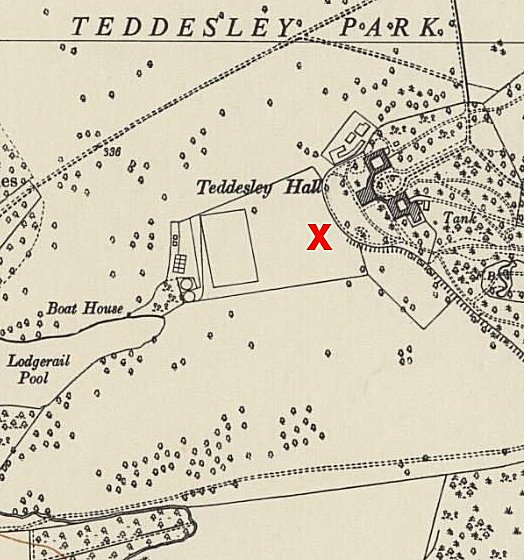 TEDDESLEY PARK
336
Teddesley Hall
X
Tank
Boat House
Lodgerail
Pool